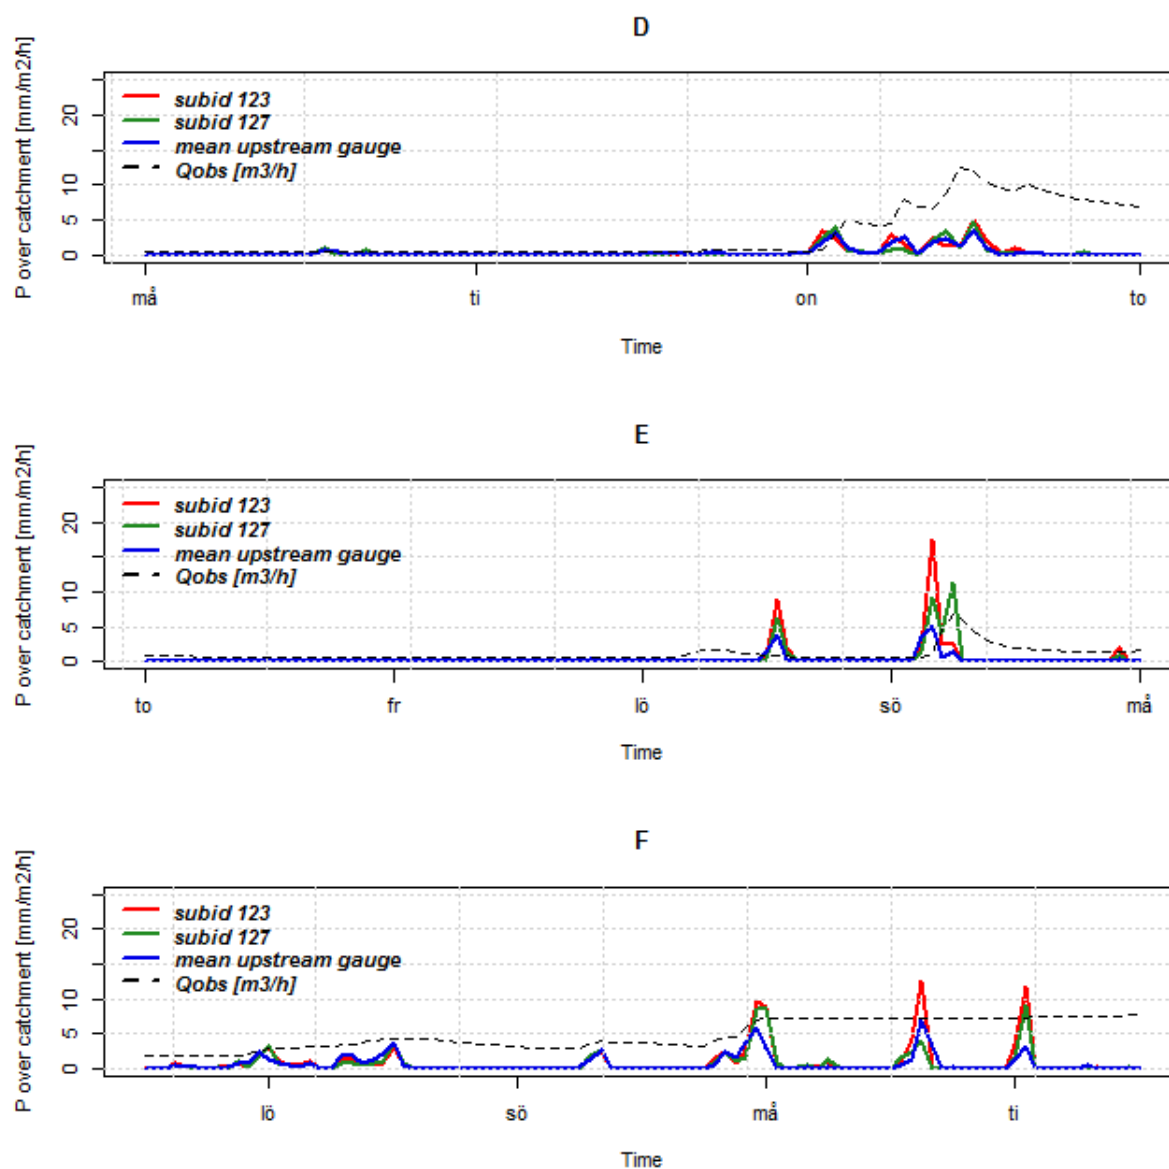 D
P over catchment [mm/m2/h]
20
10
5
0
subid 123
subid 127
mean upstream gauge
Qobs [m3/h]
må ti on to
Time
E
P over catchment [mm/m2/h]
20
10
5
0
subid 123
subid 127
mean upstream gauge
Qobs [m3/h]
to fr lö sö må
Time
F
P over catchment [mm/m2/h]
20
10
5
0
subid 123
subid 127
mean upstream gauge
Qobs [m3/h]
lö sö må ti
Time